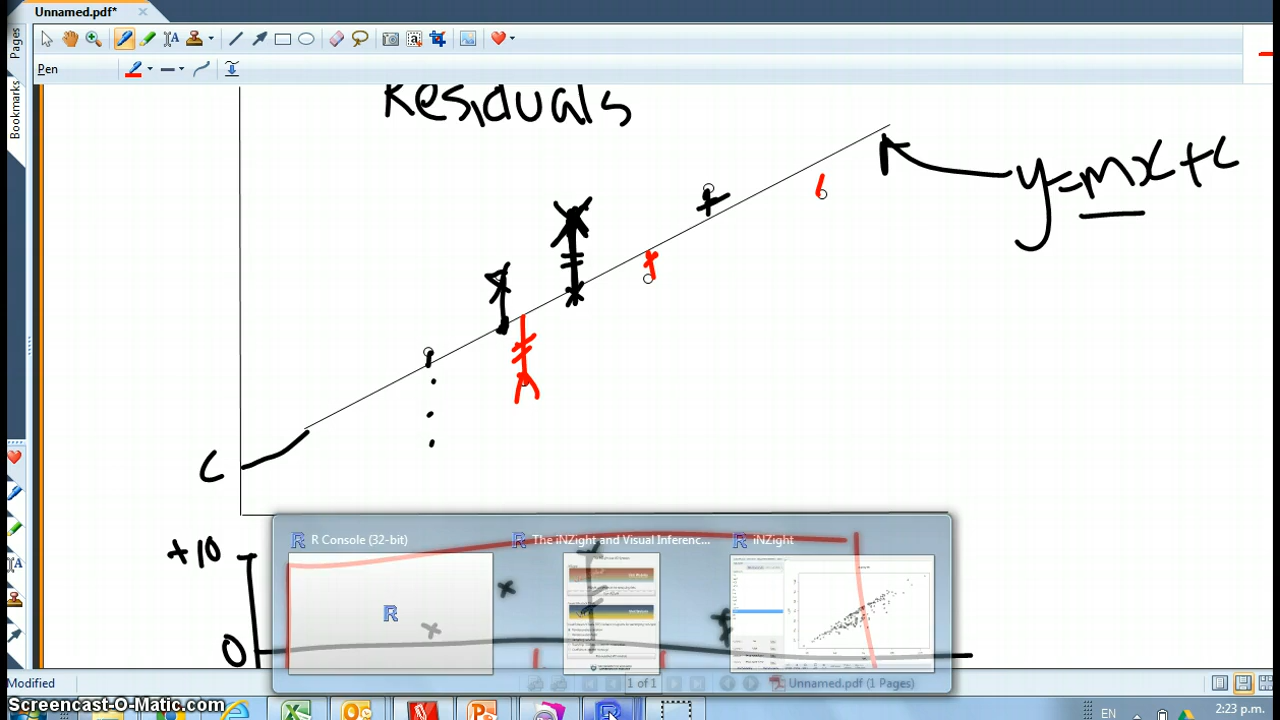 Unnamed.pdf*
Pages
Bookmarks
Pen
Residuals
y=mx+c
c
+10
0
R Console (32-bit)
The iNZight and Visual Inferenc...
iNZight
R
Modified
1 of 1
Unnamed.pdf (1 Pages)
Screencast-O-Matic.com
EN
2:23 p.m.